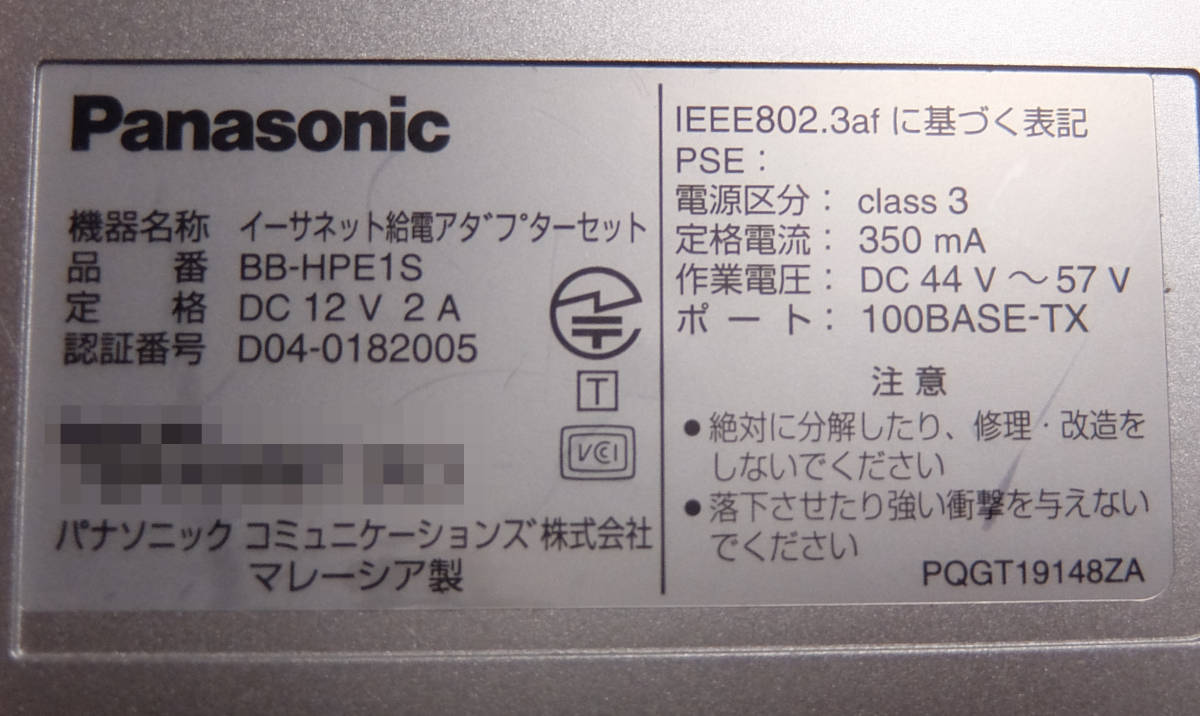 Panasonic
機器名称 イーサネット給電アダプターセット
品番 BB-HPE1S
定格 DC 12 V 2 A
認証番号 D04-0182005
T
VCCI
パナソニック コミュニケーションズ株式会社
マレーシア製
IEEE802.3af に基づく表記
PSE：
電源区分： class 3
定格電流： 350 mA
作業電圧： DC 44 V ～ 57 V
ポート： 100BASE-TX
注意
●絶対に分解したり、修理・改造を
しないでください
●落下させたり強い衝撃を与えない
でください
PQGT19148ZA